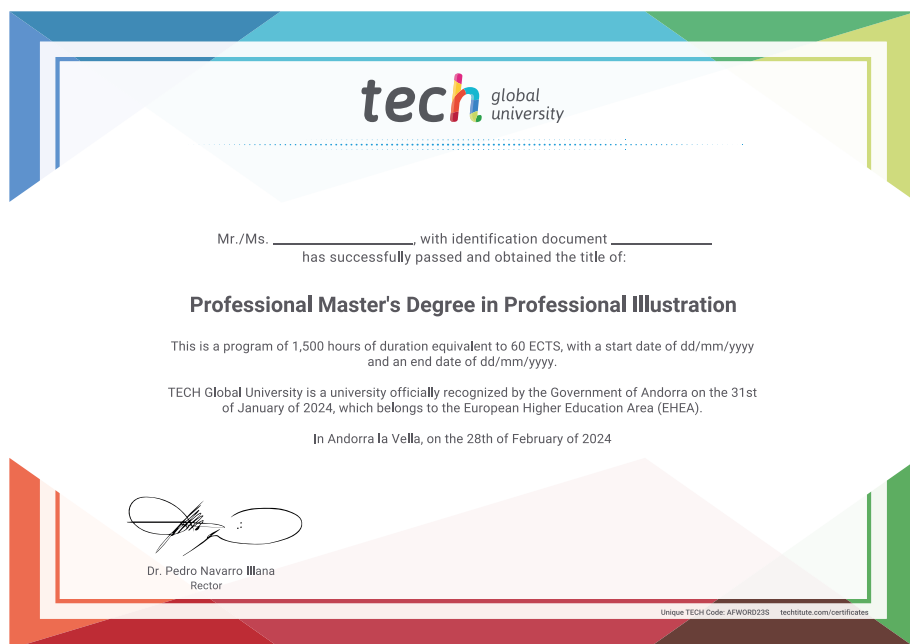 tech global university
Mr./Ms. ____________________, with identification document ______________
has successfully passed and obtained the title of:
Professional Master's Degree in Professional Illustration
This is a program of 1,500 hours of duration equivalent to 60 ECTS, with a start date of dd/mm/yyyy
and an end date of dd/mm/yyyy.
TECH Global University is a university officially recognized by the Government of Andorra on the 31st
of January of 2024, which belongs to the European Higher Education Area (EHEA).
In Andorra la Vella, on the 28th of February of 2024
Dr. Pedro Navarro Illana
Rector
Unique TECH Code: AFWORD23S techtitute.com/certificates